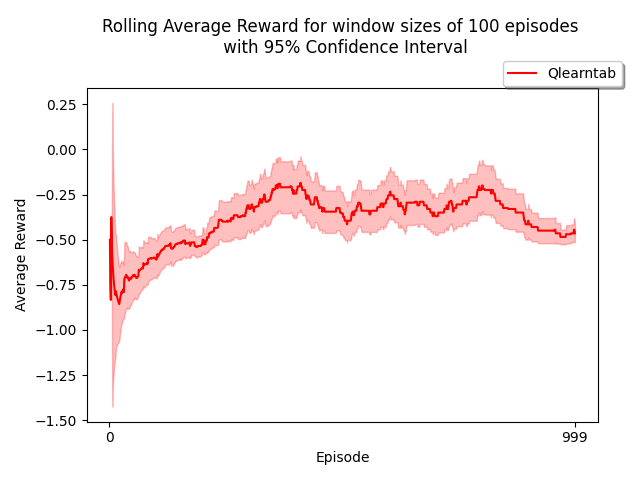 Rolling Average Reward for window sizes of 100 episodes
with 95% Confidence Interval
Qlearntab
0.25
0.00
−0.25
−0.50
−0.75
−1.00
−1.25
−1.50
Average Reward
0
999
Episode